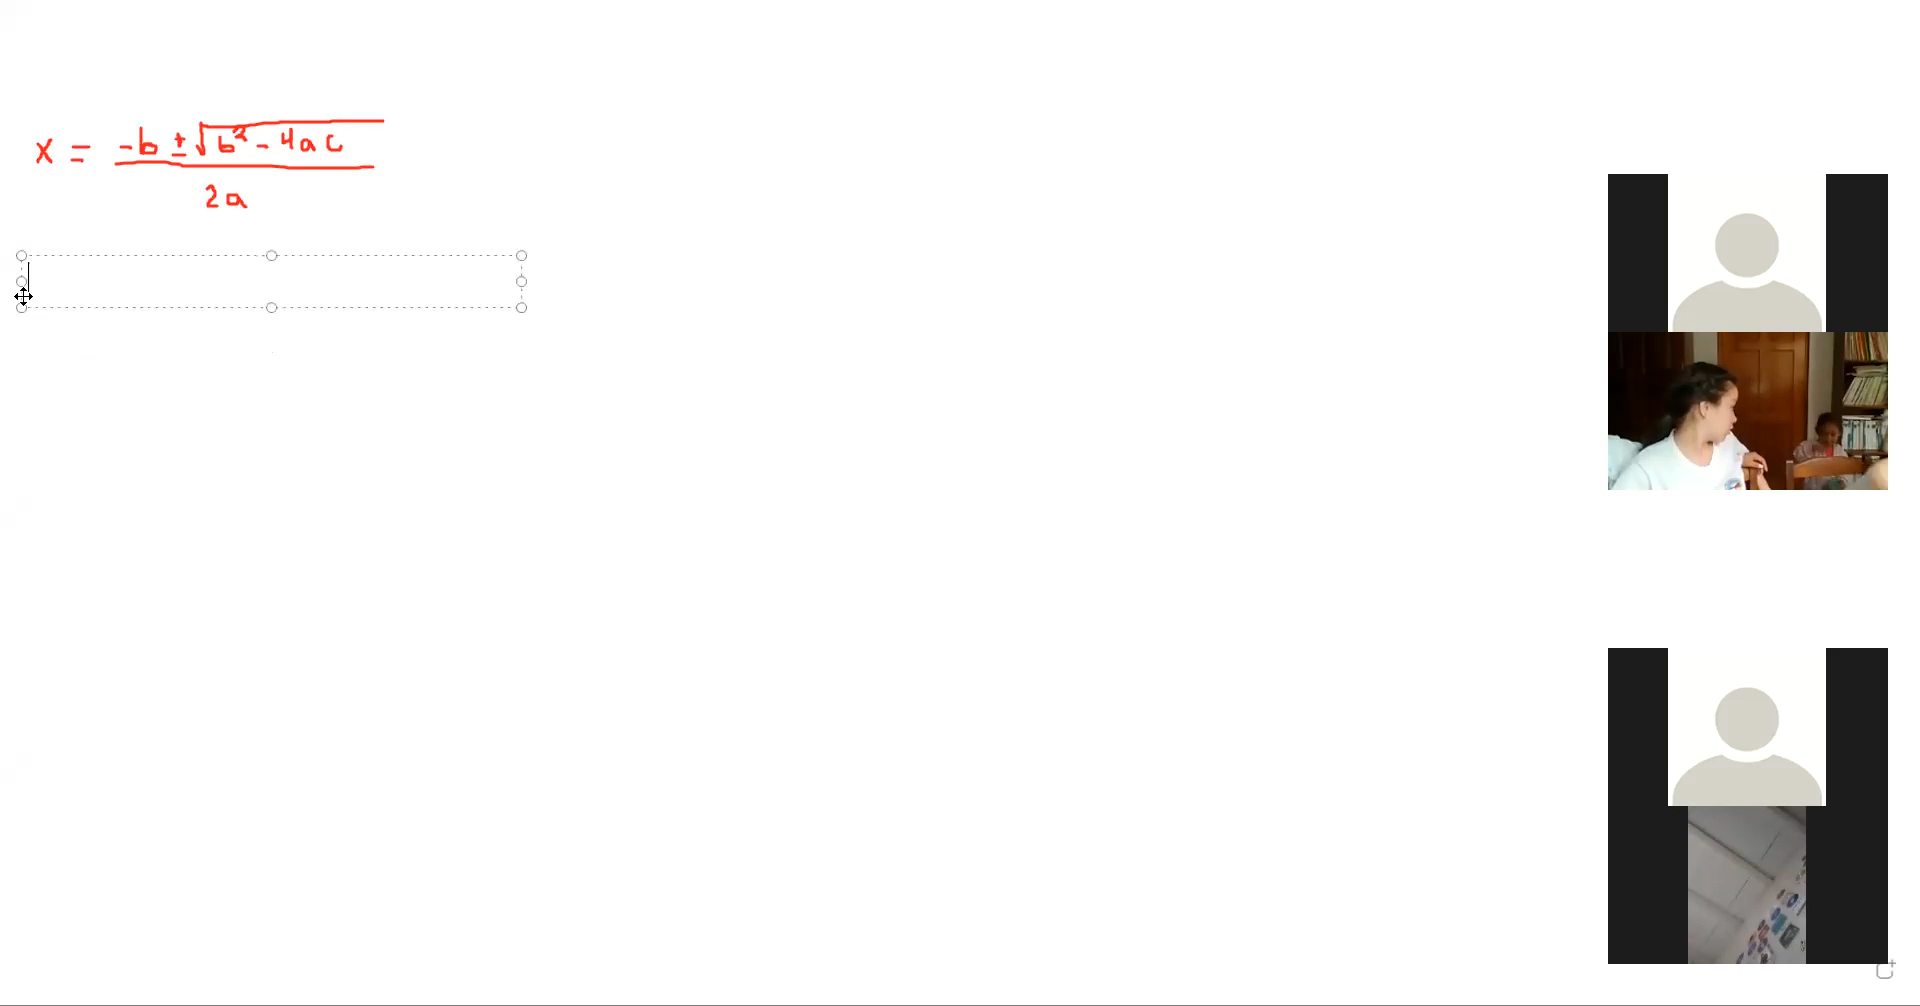 x = -b ± √b² - 4ac
2a